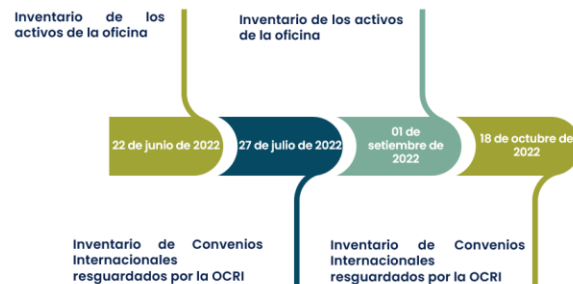 Inventario de los
activos de la oficina
Inventario de los activos
de la oficina
22 de junio de 2022
27 de julio de 2022
01 de
setiembre de
2022
18 de octubre de
2022
Inventario de Convenios
Internacionales
resguardados por la OCRI
Inventario de Convenios
Internacionales
resguardados por la OCRI